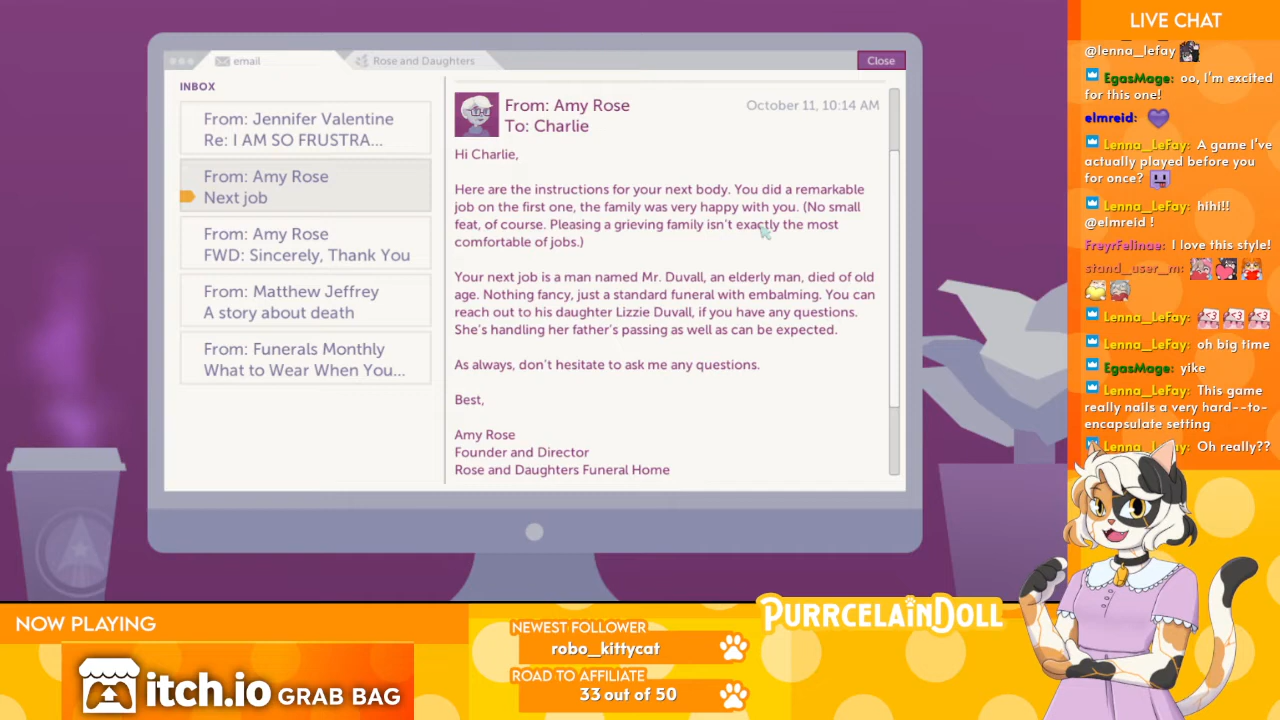 email
Rose and Daughters
Close
INBOX
From: Jennifer Valentine
Re: I AM SO FRUSTRA...
From: Amy Rose
Next job
From: Amy Rose
FWD: Sincerely, Thank You
From: Matthew Jeffrey
A story about death
From: Funerals Monthly
What to Wear When You...
From: Amy Rose
October 11, 10:14 AM
To: Charlie
Hi Charlie,
Here are the instructions for your next body. You did a remarkable
job on the first one, the family was very happy with you. (No small
feat, of course. Pleasing a grieving family isn't exactly the most
comfortable of jobs.)
Your next job is a man named Mr. Duvall, an elderly man, died of old
age. Nothing fancy, just a standard funeral with embalming. You can
reach out to his daughter Lizzie Duvall, if you have any questions.
She's handling her father's passing as well as can be expected.
As always, don't hesitate to ask me any questions.
Best,
Amy Rose
Founder and Director
Rose and Daughters Funeral Home
LIVE CHAT
@lenna_lefay
EgasMage: oo, I'm excited
for this one!
elmreid:
Lenna_LeFay: A game I've
actually played before you
for once?
Lenna_LeFay: hihi!!
@elmreid !
FreyrFelinae: I love this style!
stand_user_m:
Lenna_LeFay:
Lenna_LeFay: oh big time
EgasMage: yike
Lenna_LeFay: This game
really nails a very hard--to-
encapsulate setting
Lenna_LeFay: Oh really??
NOW PLAYING
itch.io GRAB BAG
NEWEST FOLLOWER
robo_kittycat
ROAD TO AFFILIATE
33 out of 50
PURRCELAINDOLL